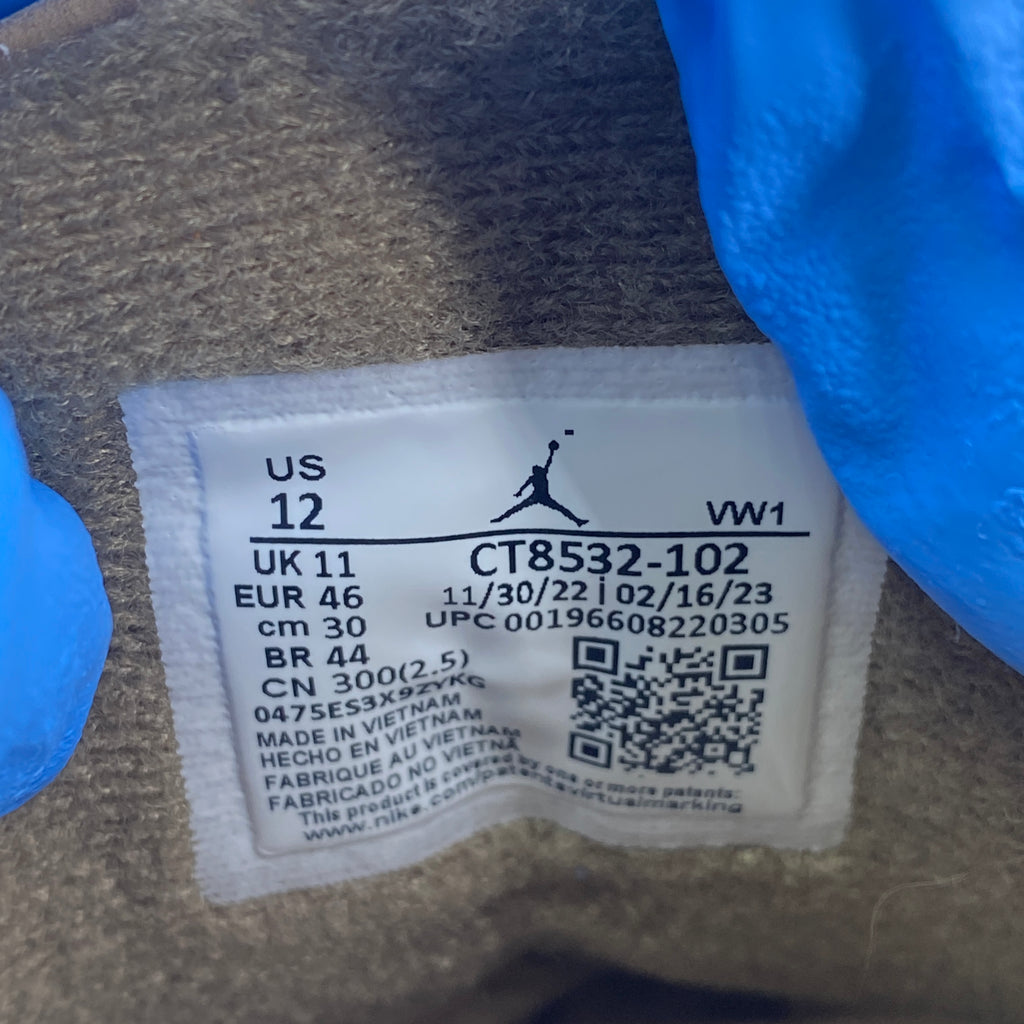 US
12
VW1
UK 11
CT8532-102
EUR 46
11/30/22 | 02/16/23
cm 30
UPC 00196608220305
BR 44
CN 300(2.5)
0475ES3X9ZYKG
MADE IN VIETNAM
HECHO EN VIETNAM
FABRIQUE AU VIETNAM
FABRICADO NO VIETNÃ
This product is covered by one or more patents:
www.nike.com/patentsvirtualmarking